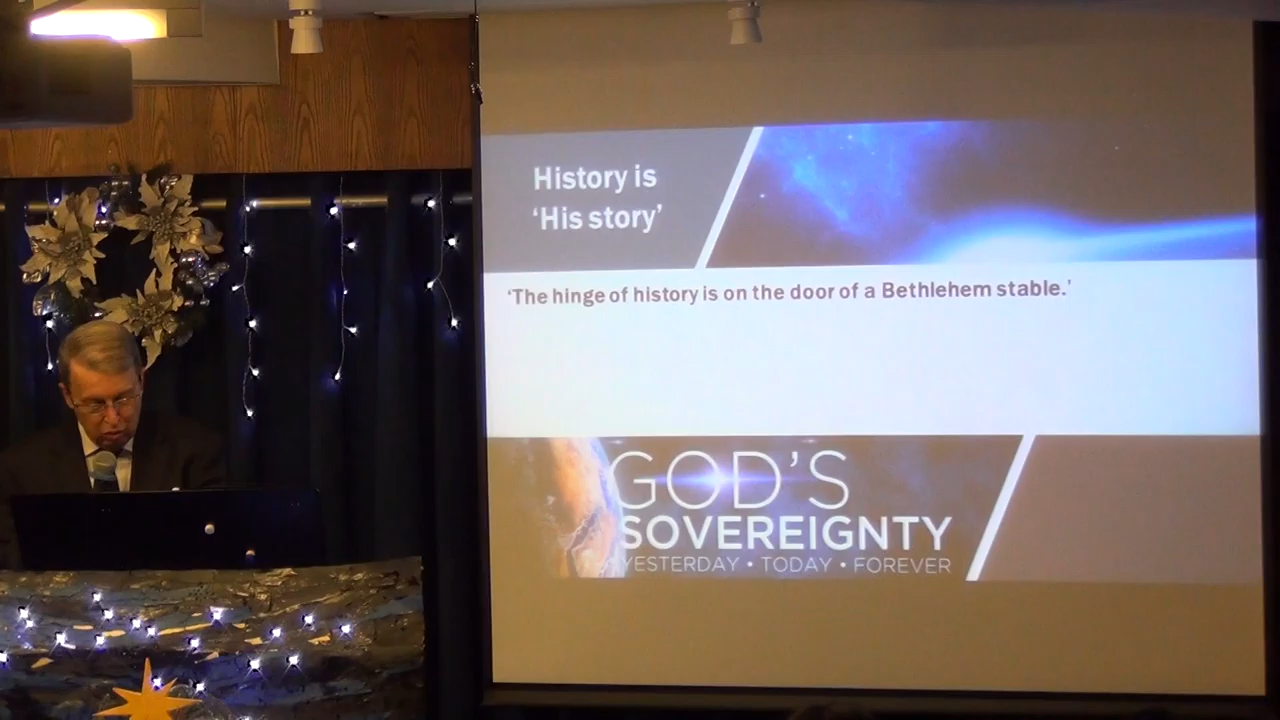 History is
‘His story’
‘The hinge of history is on the door of a Bethlehem stable.’
GOD’S
SOVEREIGNTY
YESTERDAY • TODAY • FOREVER